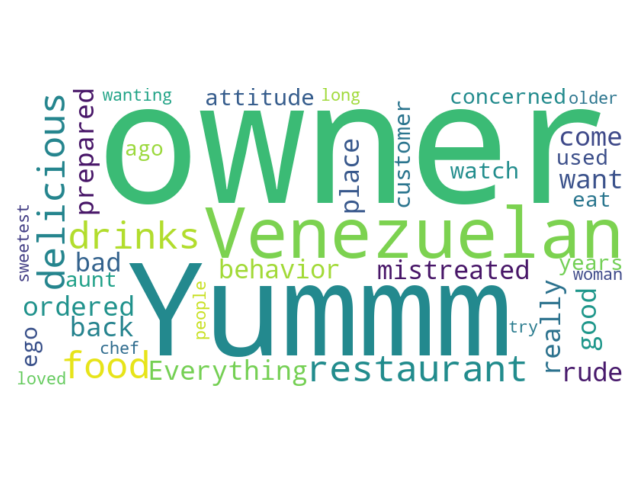 wanting
attitude
long
concerned
older
owner
delicious
prepared
ago
place
customer
watch
come
used
want
eat
sweetest
drinks
Venezuelan
bad
behavior
mistreated
years
aunt
woman
Yummm
people
ordered
back
try
really
good
ego
chef
loved
food
Everything
restaurant
rude